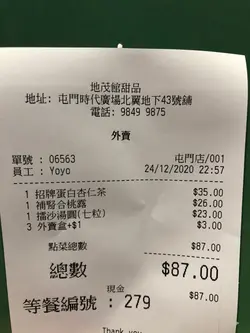 地茂館甜品
地址: 屯門時代廣場北翼地下43號舖
電話: 9849 9875
外賣
單號 : 06563 屯門店/001
員工 : Yoyo 24/12/2020 22:57
1 招牌蛋白杏仁茶 $35.00
1 補腎合桃露 $26.00
1 擂沙湯圓(七粒) $23.00
3 外賣盒+$1 $3.00
點菜總數 $87.00
總數 $87.00
現金
等餐編號 : 279
Thank you